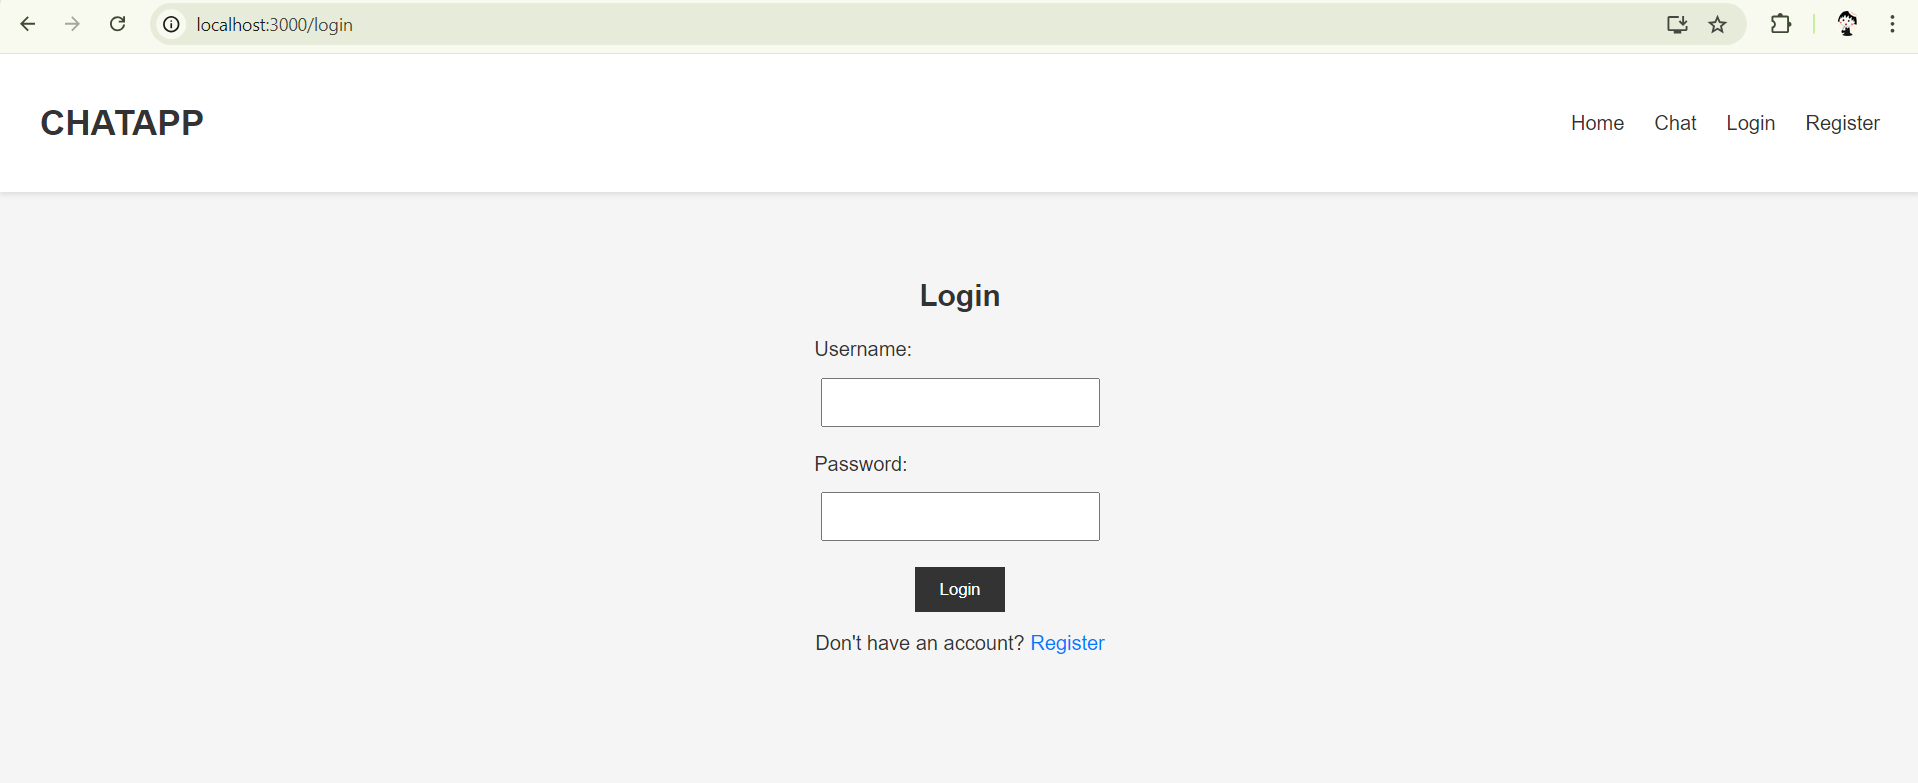 localhost:3000/login
CHATAPP
Home Chat Login Register
Login
Username:
Password:
Login
Don't have an account? Register